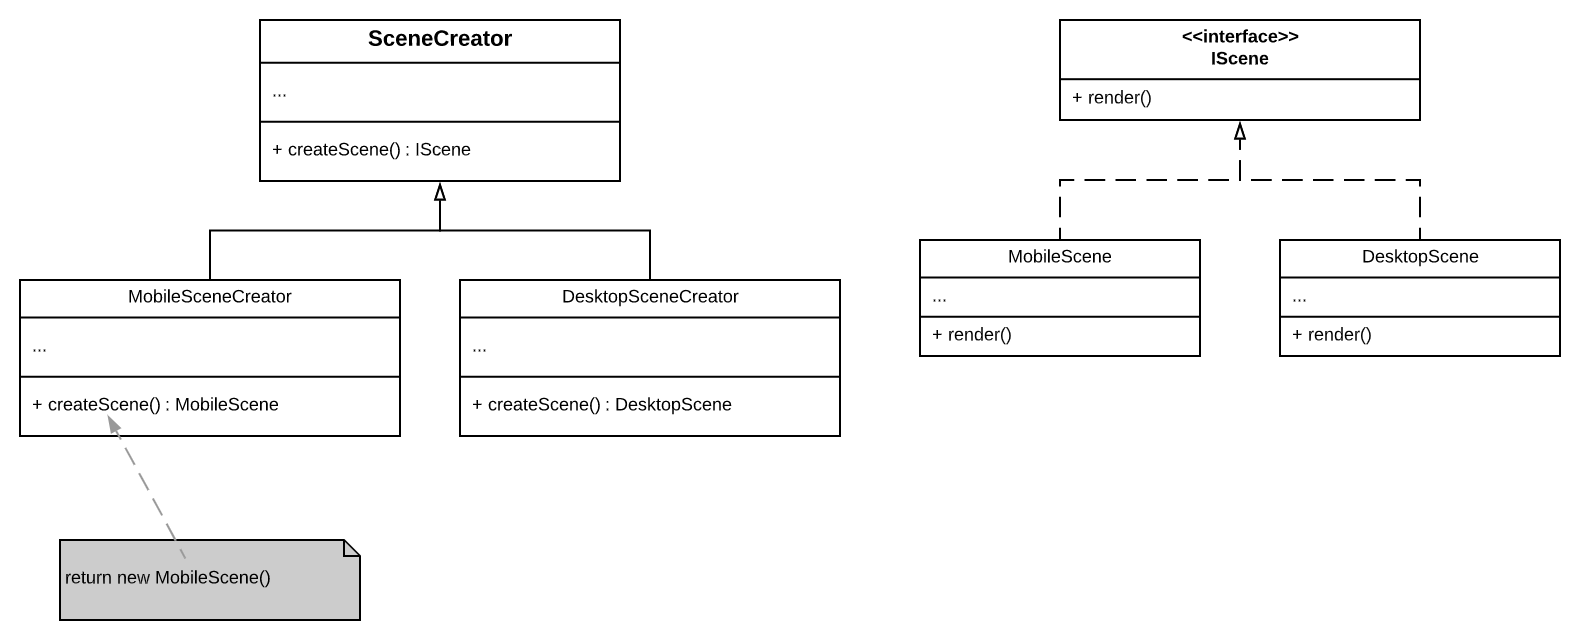 SceneCreator
...
+ createScene() : IScene
<<interface>>
IScene
+ render()
MobileSceneCreator
...
+ createScene() : MobileScene
DesktopSceneCreator
...
+ createScene() : DesktopScene
MobileScene
...
+ render()
DesktopScene
...
+ render()
return new MobileScene()